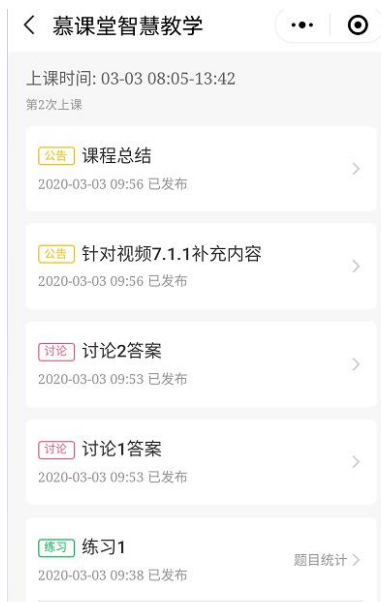 慕课堂智慧教学
上课时间: 03-03 08:05-13:42
第2次上课
公告 课程总结
2020-03-03 09:56 已发布
公告 针对视频7.1.1补充内容
2020-03-03 09:56 已发布
讨论 讨论2答案
2020-03-03 09:53 已发布
讨论 讨论1答案
2020-03-03 09:53 已发布
练习 练习1
题目统计
2020-03-03 09:38 已发布